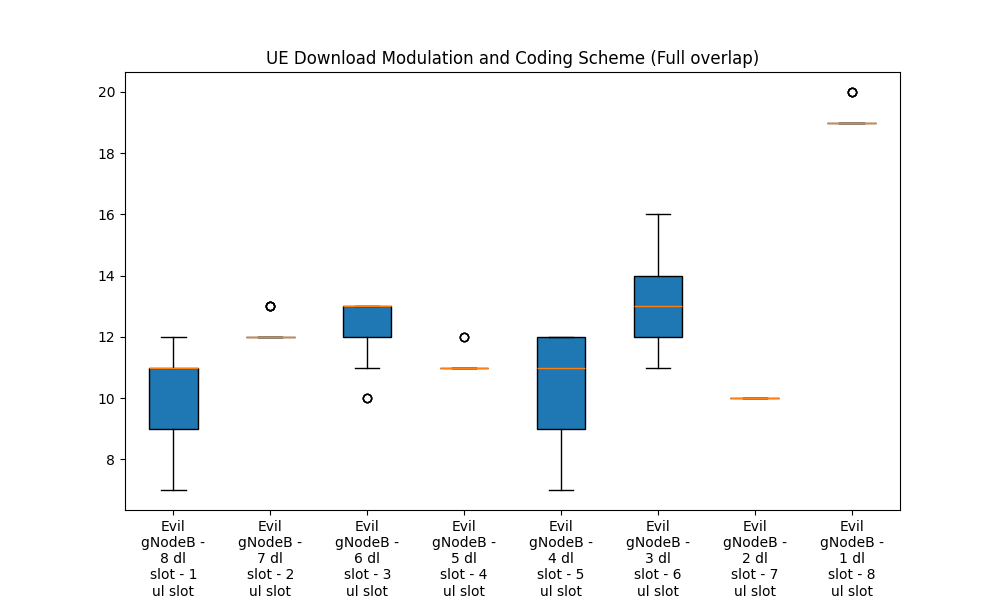 UE Download Modulation and Coding Scheme (Full overlap)
20
18
16
14
12
10
8
Evil
gNodeB -
8 dl
slot - 1
ul slot
Evil
gNodeB -
7 dl
slot - 2
ul slot
Evil
gNodeB -
6 dl
slot - 3
ul slot
Evil
gNodeB -
5 dl
slot - 4
ul slot
Evil
gNodeB -
4 dl
slot - 5
ul slot
Evil
gNodeB -
3 dl
slot - 6
ul slot
Evil
gNodeB -
2 dl
slot - 7
ul slot
Evil
gNodeB -
1 dl
slot - 8
ul slot